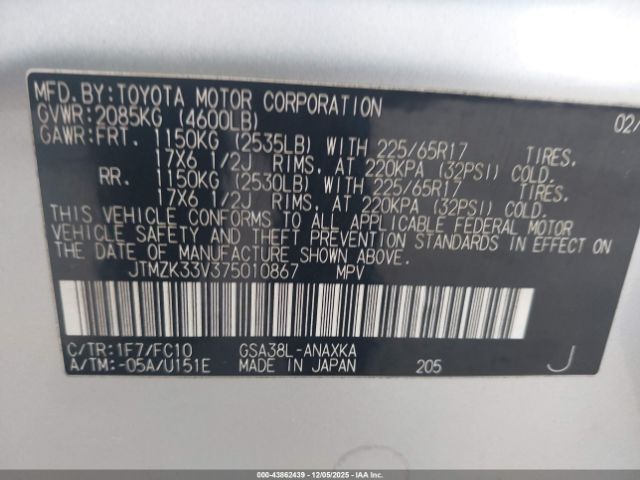 MFD.BY:TOYOTA MOTOR CORPORATION 02/
GVWR:2085KG (4600LB)
GAWR:FRT. 1150KG (2535LB) WITH 225/65R17 TIRES.
17X6 1/2J RIMS, AT 220KPA (32PSI) COLD.
RR. 1150KG (2530LB) WITH 225/65R17 TIRES.
17X6 1/2J RIMS, AT 220KPA (32PSI) COLD.
THIS VEHICLE CONFORMS TO ALL APPLICABLE FEDERAL MOTOR
VEHICLE SAFETY AND THEFT PREVENTION STANDARDS IN EFFECT ON
THE DATE OF MANUFACTURE SHOWN ABOVE.
JTMZK33V375010867 MPV
C/TR:1F7/FC10 GSA38L-ANAXKA
A/TM:-05A/U151E MADE IN JAPAN 205 J
00-43862439 - 12/05/2025 - IAAI.COM